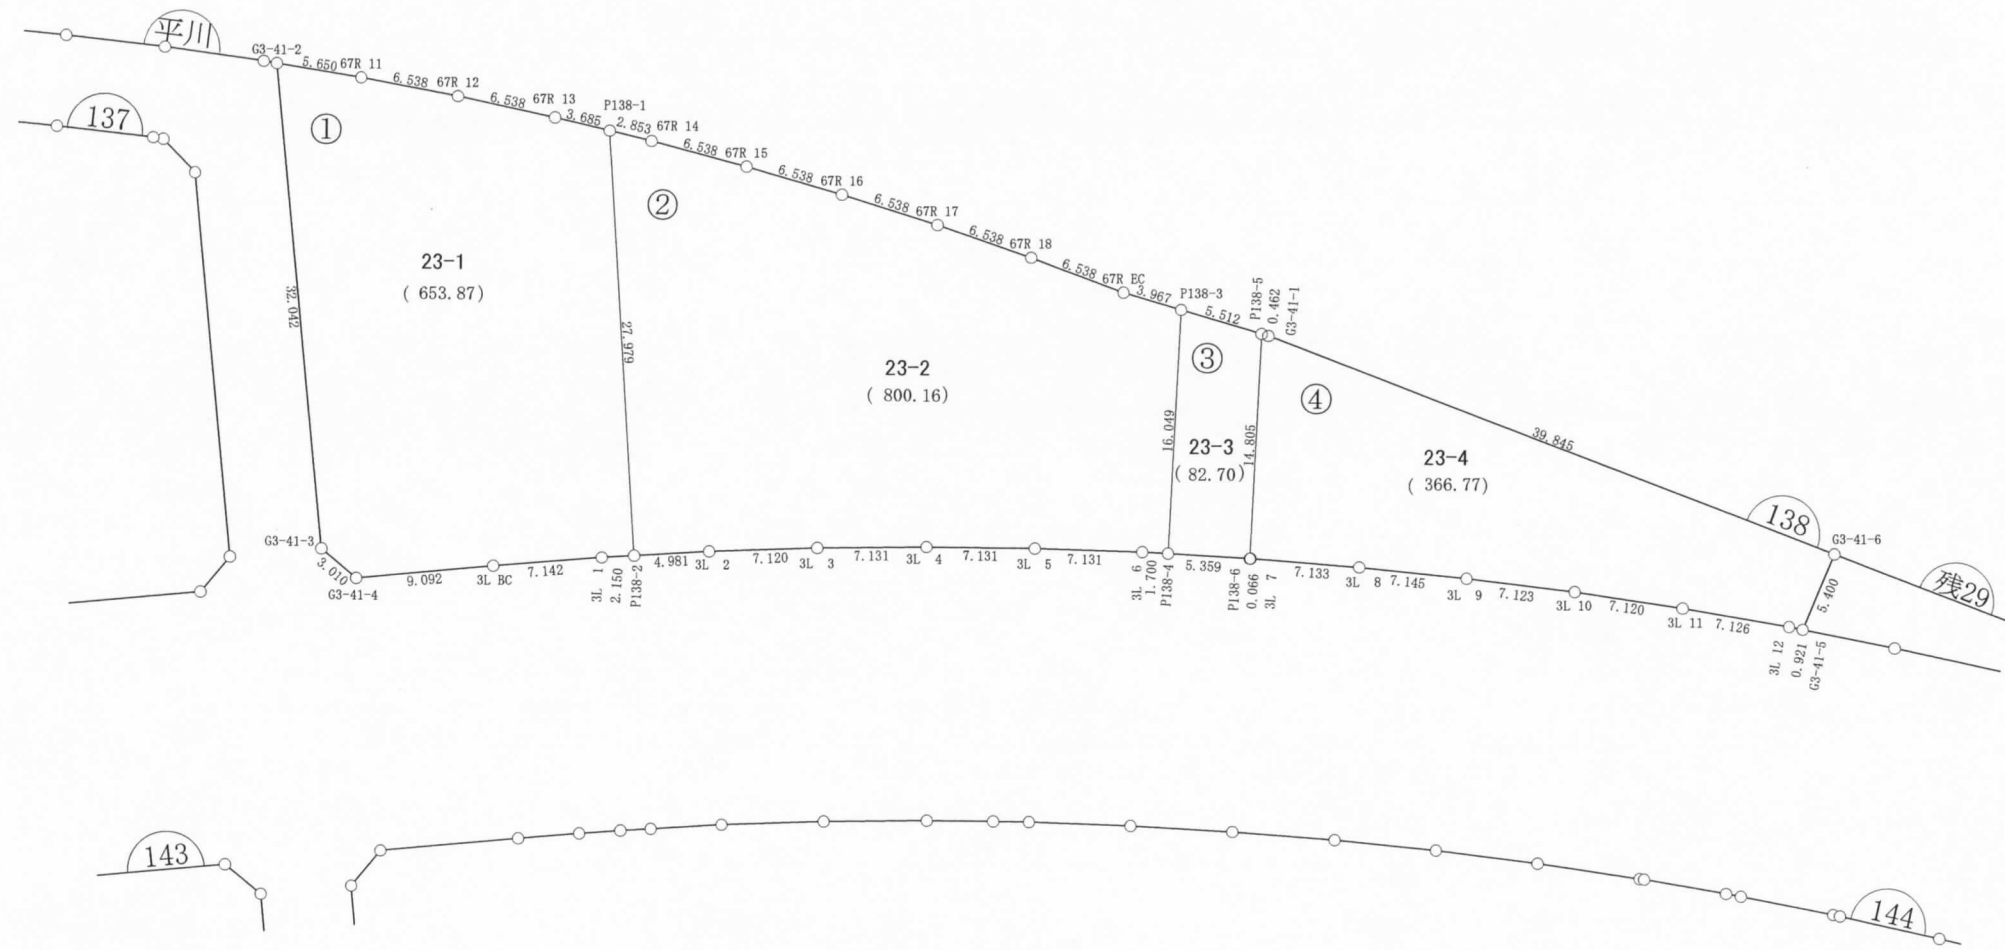 平川
G3-41-2
5.650
67R 11
6.538
67R 12
6.538
67R 13
3.685
P138-1
2.853
67R 14
6.538
67R 15
6.538
67R 16
6.538
67R 17
6.538
67R 18
6.538
67R EC
3.967
P138-3
5.512
P138-5
0.462
G3-41-1
39.845
138
G3-41-6
残29
137
①
②
③
④
23-1
( 653.87)
23-2
( 800.16)
23-3
( 82.70)
23-4
( 366.77)
32.042
27.979
16.049
14.805
5.400
G3-41-3
3.010
G3-41-4
9.092
3L BC
7.142
3L 1
2.150
P138-2
4.981
3L 2
7.120
3L 3
7.131
3L 4
7.131
3L 5
7.131
3L 6
1.700
P138-4
5.359
P138-6
0.066
3L 7
7.133
3L 8
7.145
3L 9
7.123
3L 10
7.120
3L 11
7.126
3L 12
0.921
G3-41-5
143
144